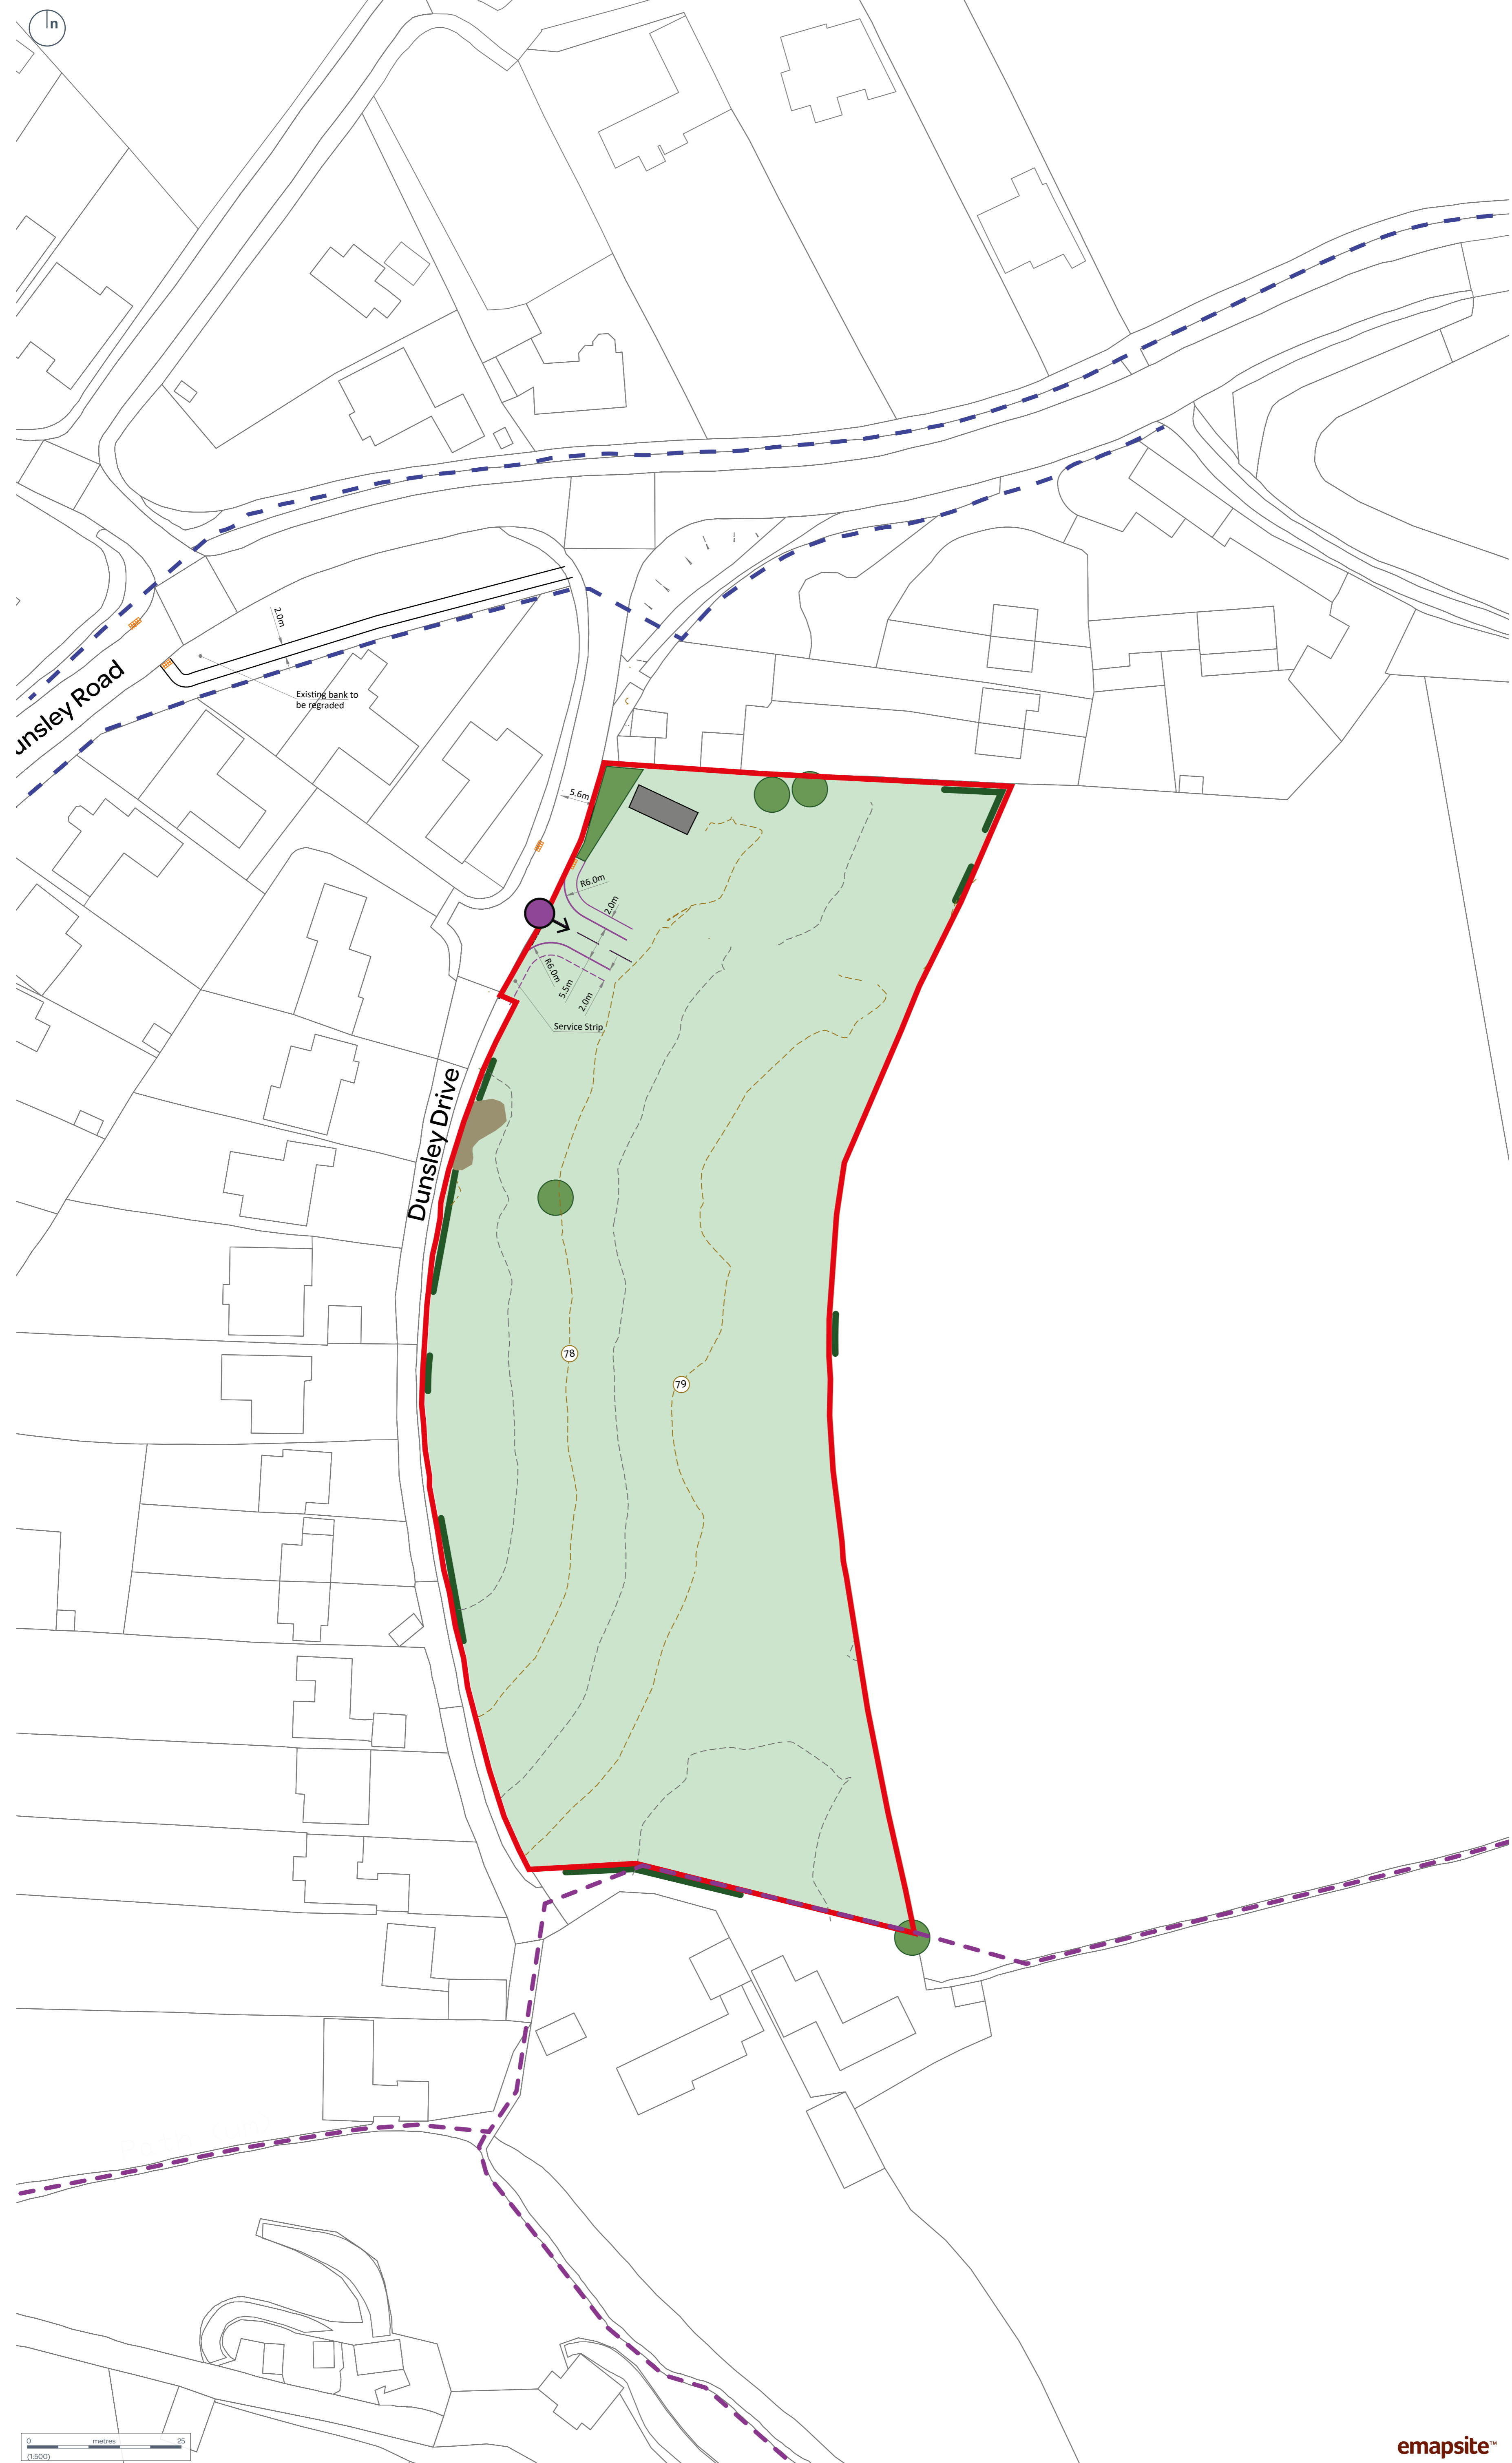 n
2.0m
unsley Road
Existing bank to
be regraded
5.6m
R6.0m
2.0m
R6.0m
5.5m
2.0m
Service Strip
Dunsley Drive
78
79
0 metres 25
(1:500)
emapsite™